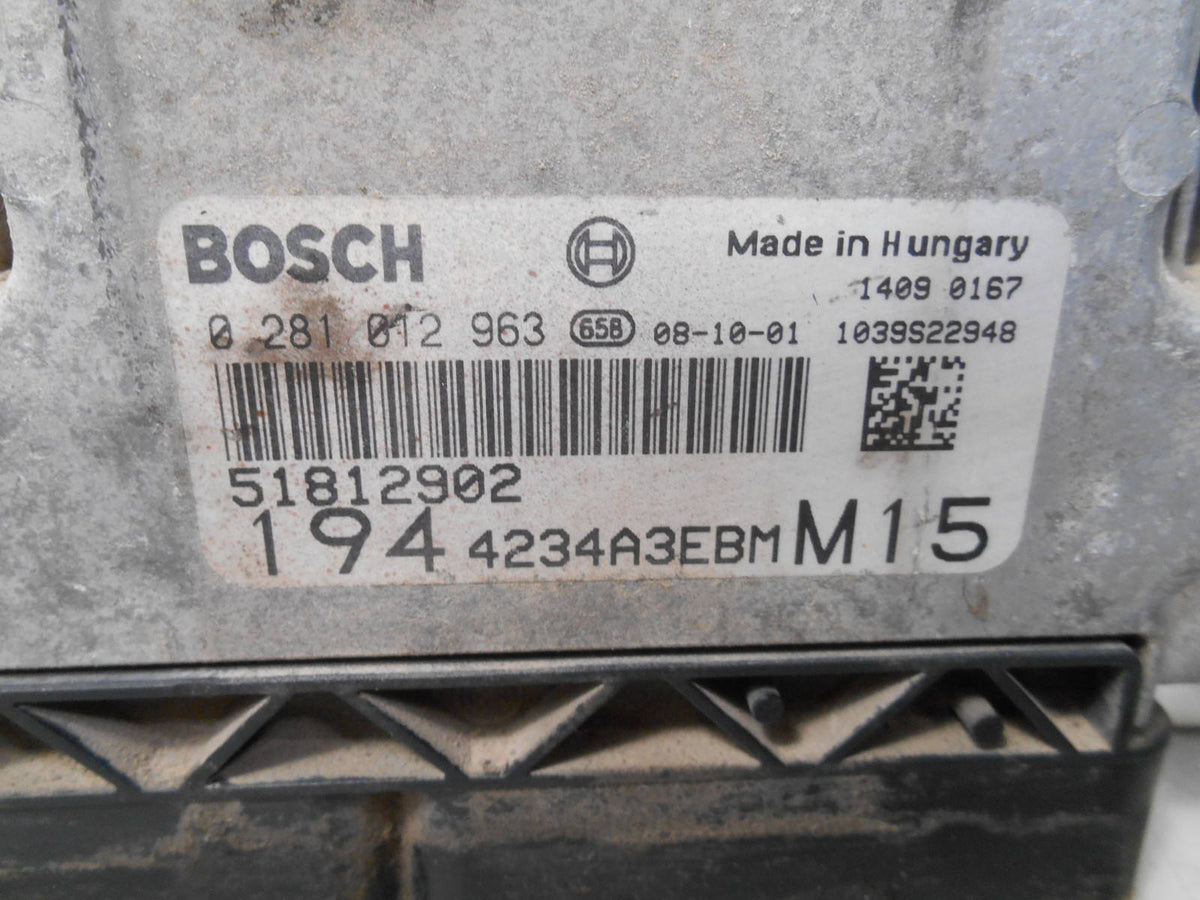 BOSCH Made in Hungary
1409 0167
0 281 012 963 65B 08-10-01 1039S22948
51812902
194 4234A3EBM M15